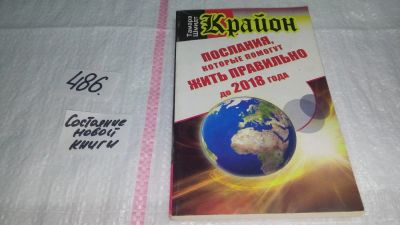 486.
Состояние
новой
книги
Тамара
Шмидт
Крайон
ПОСЛАНИЯ,
КОТОРЫЕ ПОМОГУТ
ЖИТЬ ПРАВИЛЬНО
ДО 2018 ГОДА